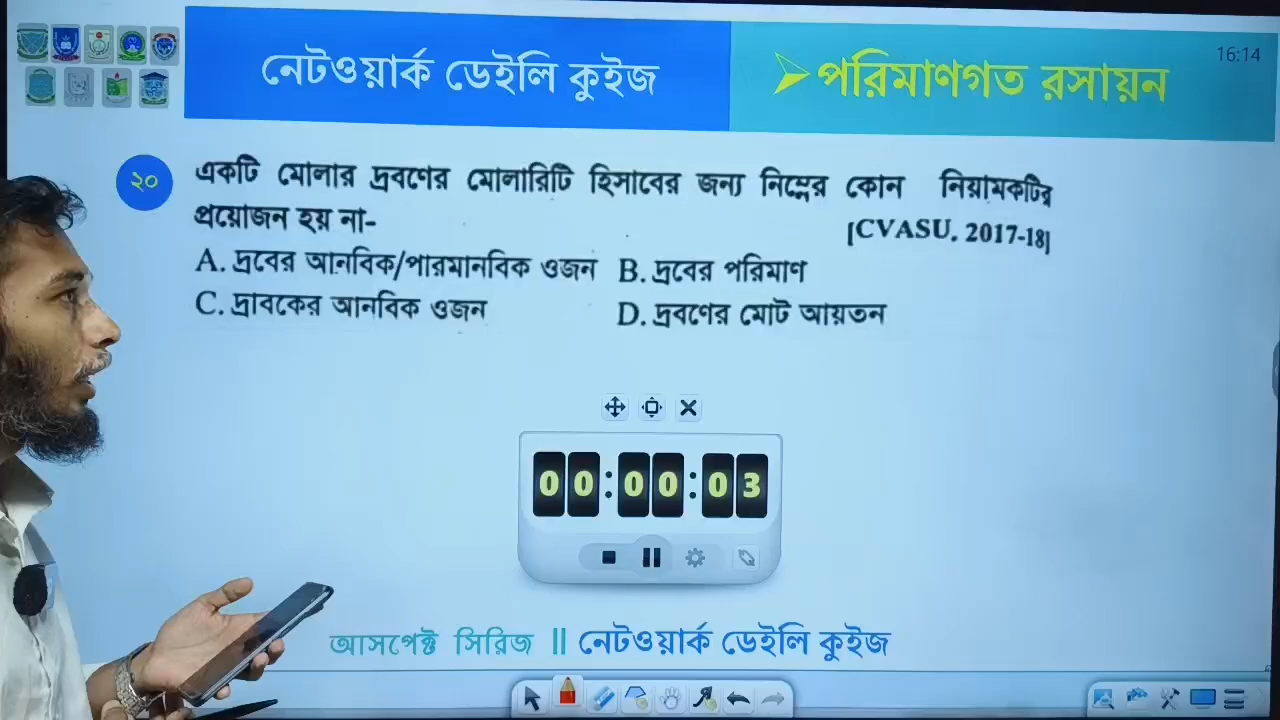 নেটওয়ার্ক ডেইলি কুইজ
পরিমাণগত রসায়ন
16:14
২০
একটি মোলার দ্রবণের মোলারিটি হিসাবের জন্য নিম্নের কোন নিয়ামকটির
প্রয়োজন হয় না-
[CVASU. 2017-18]
A. দ্রবের আনবিক/পারমানবিক ওজন B. দ্রবের পরিমাণ
C. দ্রাবকের আনবিক ওজন D. দ্রবণের মোট আয়তন
00:00:03
আসপেক্ট সিরিজ || নেটওয়ার্ক ডেইলি কুইজ